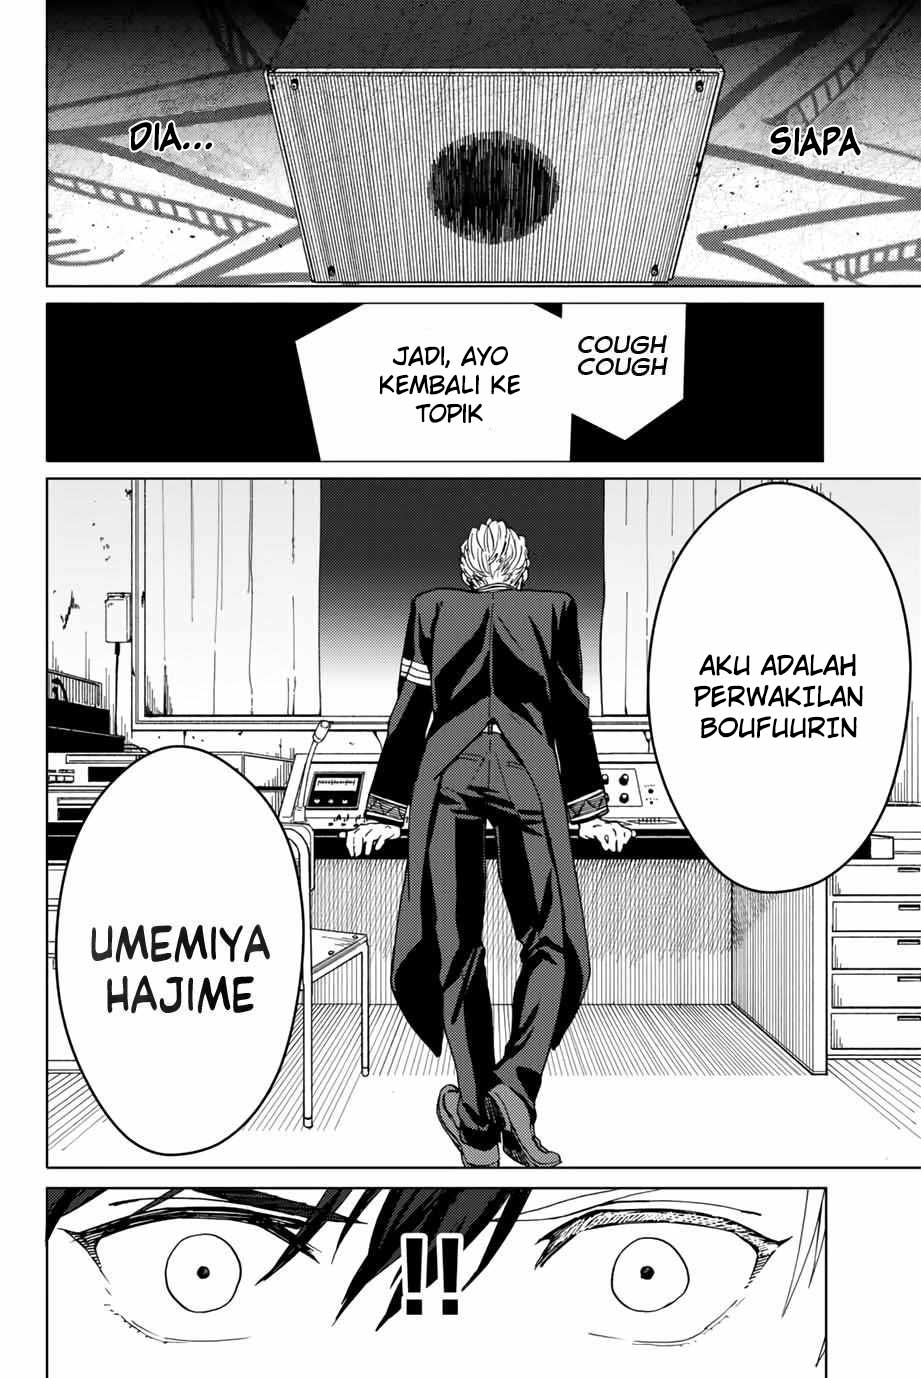 SIAPA
DIA...
COUGH
COUGH
JADI, AYO
KEMBALI KE
TOPIK
AKU ADALAH
PERWAKILAN
BOUFUURIN
UMEMIYA
HAJIME
!!